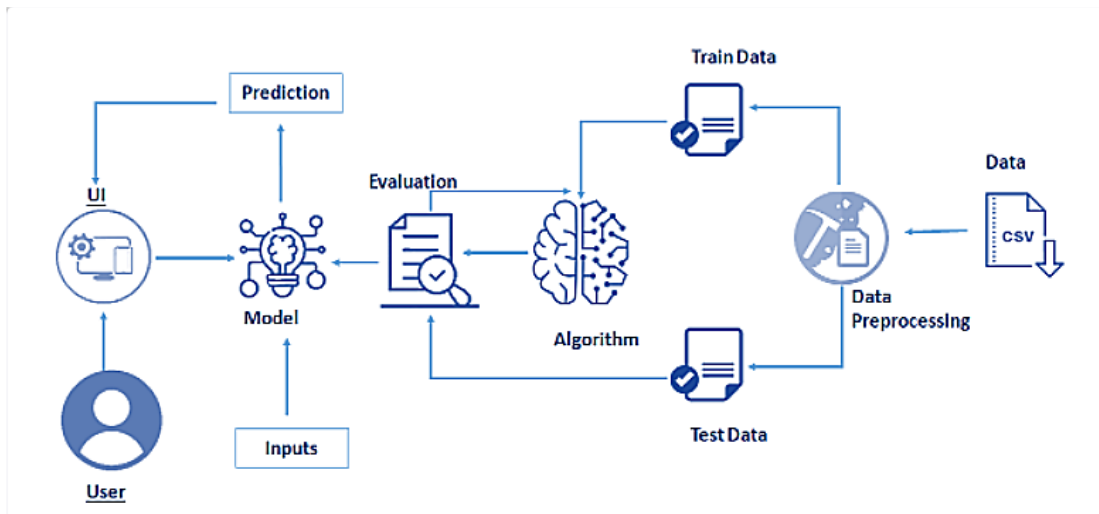 Train Data
Prediction
Data
Evaluation
UI
CSV
Model
Data
Preprocessing
Algorithm
Inputs
Test Data
User